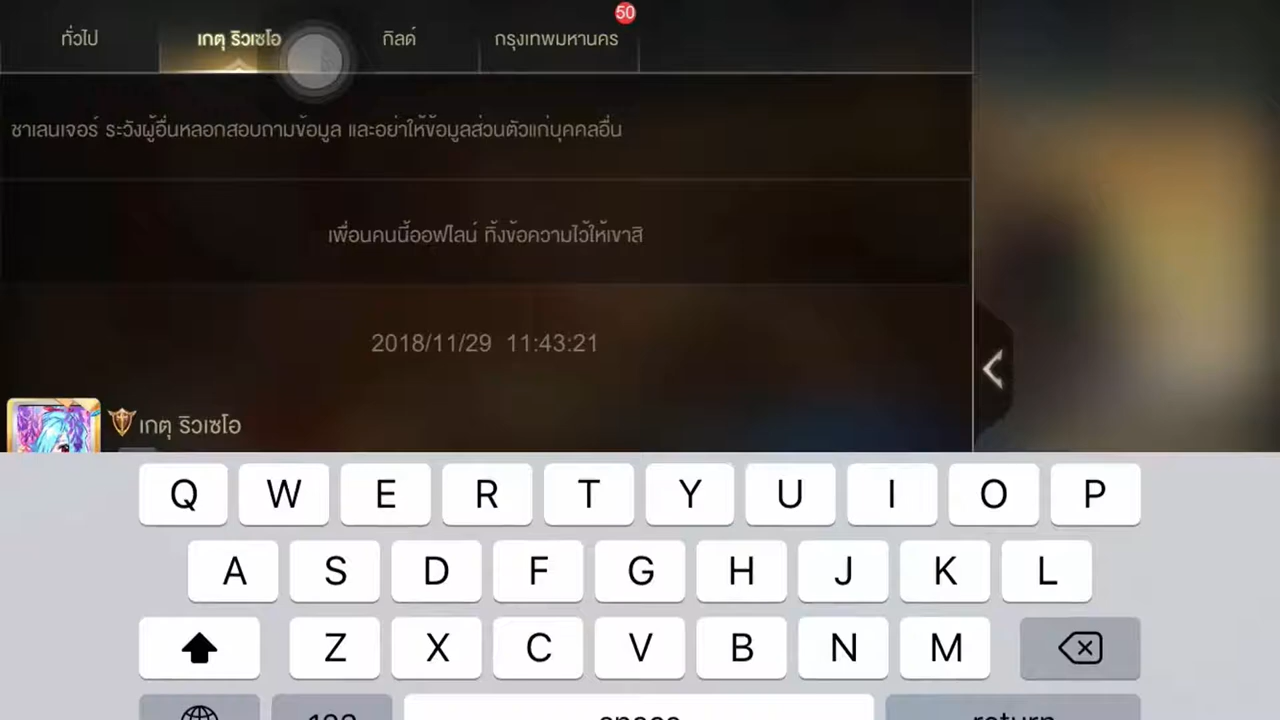 50
ทั่วไป เกตุ ริวเซโอ กิลด์ กรุงเทพมหานคร
ชาเลนเจอร์ ระวังผู้อื่นหลอกสอบถามข้อมูล และอย่าให้ข้อมูลส่วนตัวแก่บุคคลอื่น
เพื่อนคนนี้ออฟไลน์ ทิ้งข้อความไว้ให้เขาสิ
2018/11/29 11:43:21
เกตุ ริวเซโอ
Q W E R T Y U I O P
A S D F G H J K L
Z X C V B N M
123 space return